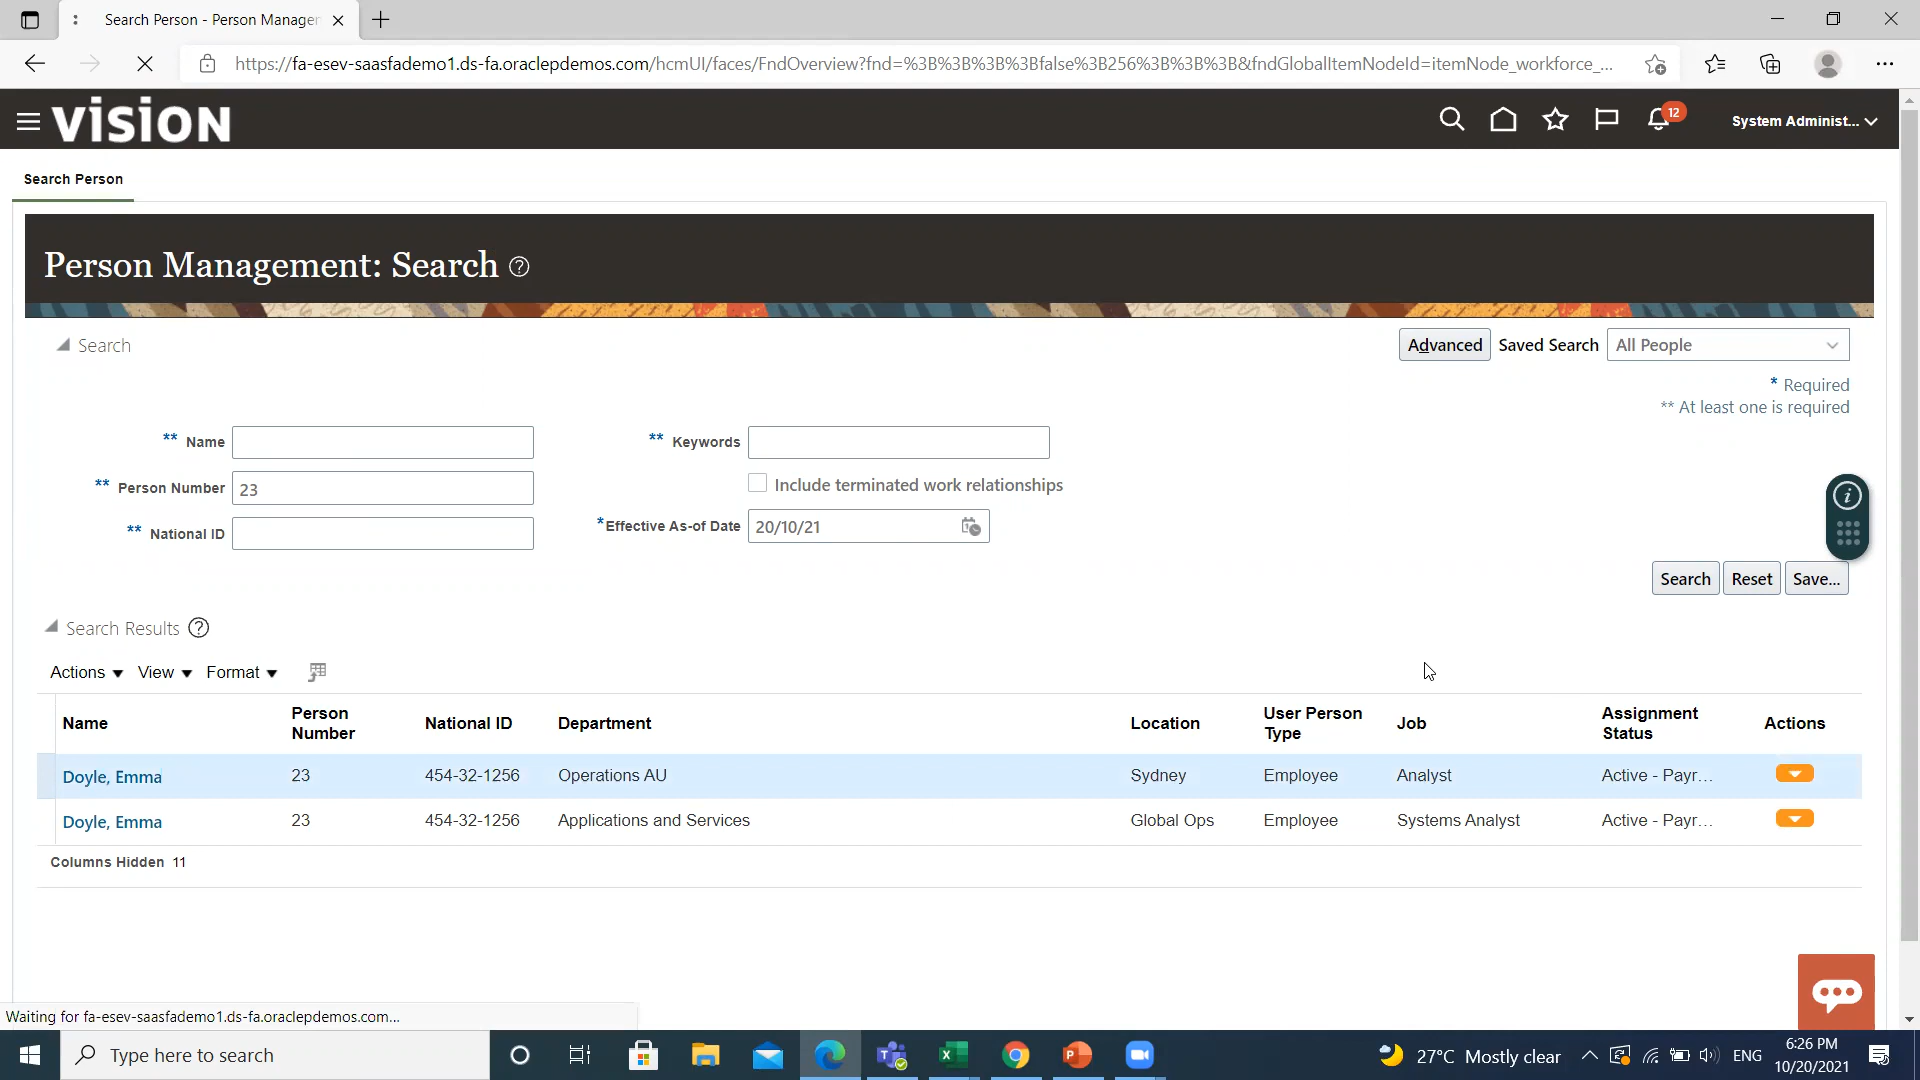 Search Person - Person Manager
https://fa-esev-saasfademo1.ds-fa.oraclepdemos.com/hcmUI/faces/FndOverview?fnd=%3B%3B%3B%3Bfalse%3B256%3B%3B%3B&fndGlobalItemNodeId=itemNode_workforce_...
VISION
12
System Administ...
Search Person
Person Management: Search ?
Search
Advanced Saved Search All People
* Required
** At least one is required
** Name
** Keywords
** Person Number 23
Include terminated work relationships
** National ID
*Effective As-of Date 20/10/21
i
Search Reset Save...
Search Results ?
Actions View Format
Name Person Number National ID Department Location User Person Type Job Assignment Status Actions
Doyle, Emma 23 454-32-1256 Operations AU Sydney Employee Analyst Active - Payr...
Doyle, Emma 23 454-32-1256 Applications and Services Global Ops Employee Systems Analyst Active - Payr...
Columns Hidden 11
Waiting for fa-esev-saasfademo1.ds-fa.oraclepdemos.com...
Type here to search
27°C Mostly clear
ENG
6:26 PM
10/20/2021